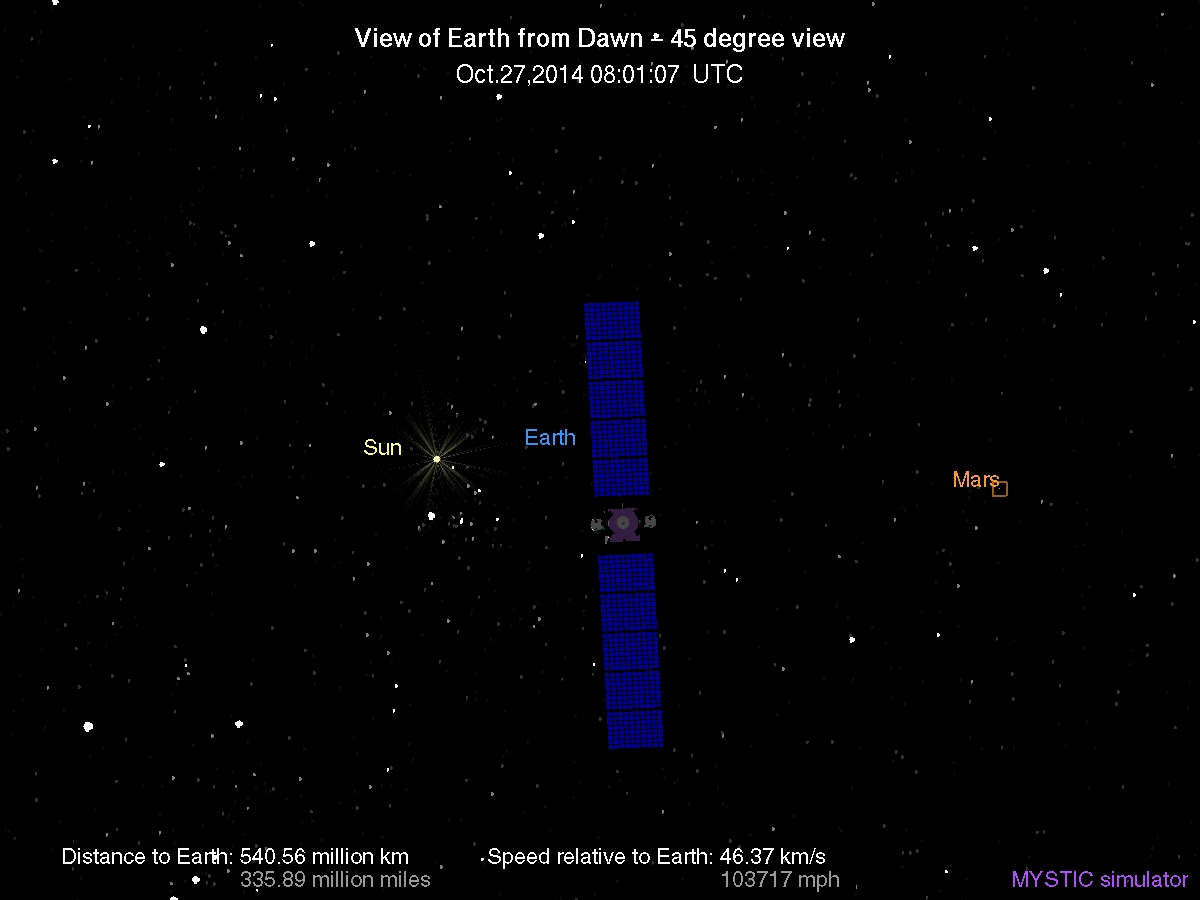 View of Earth from Dawn - 45 degree view
Oct.27,2014 08:01:07 UTC
Earth
Sun
Mars
Distance to Earth: 540.56 million km
335.89 million miles
Speed relative to Earth: 46.37 km/s
103717 mph
MYSTIC simulator